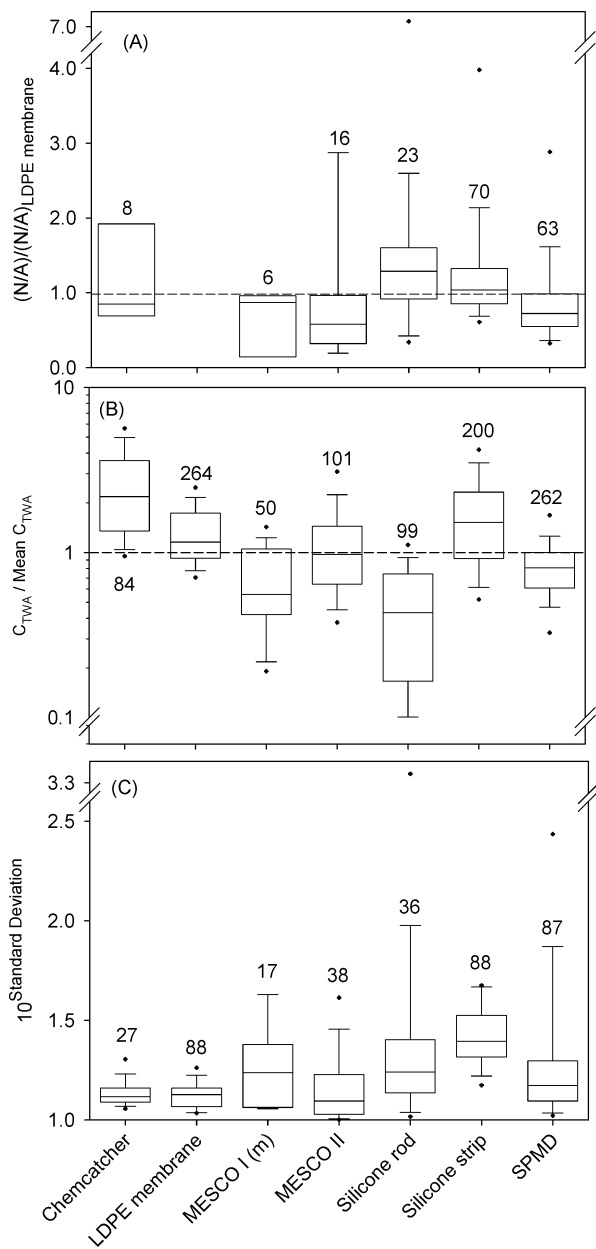 7.0
(A)
4.0
3.0
2.0
1.0
0.0
(N/A)/(N/A)LDPE membrane
8
6
16
23
70
63
10
(B)
1
0.1
CTWA / Mean CTWA
84
264
50
101
99
200
262
3.3
(C)
2.5
2.0
1.5
1.0
10Standard Deviation
27
88
17
38
36
88
87
Chemcatcher
LDPE membrane
MESCO I (m)
MESCO II
Silicone rod
Silicone strip
SPMD